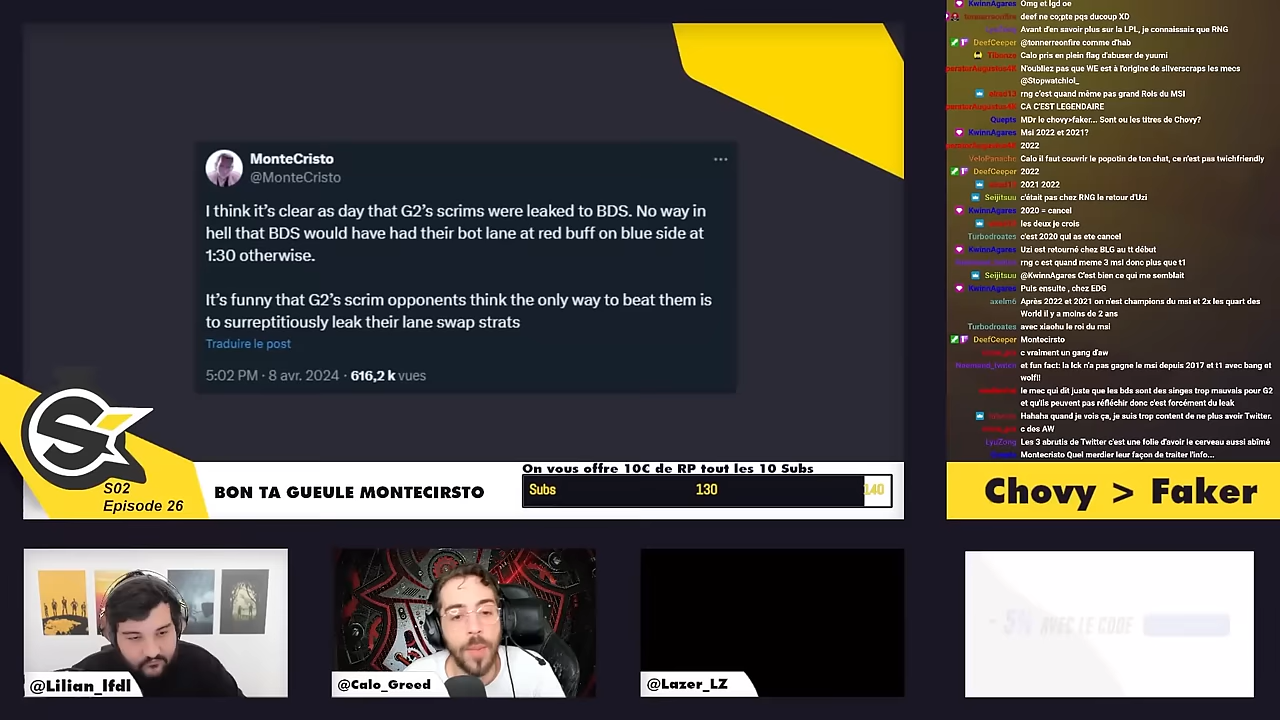 MonteCristo
@MonteCristo
I think it's clear as day that G2's scrims were leaked to BDS. No way in
hell that BDS would have had their bot lane at red buff on blue side at
1:30 otherwise.
It's funny that G2's scrim opponents think the only way to beat them is
to surreptitiously leak their lane swap strats
Traduire le post
5:02 PM · 8 avr. 2024 · 616,2 k vues
S02
Episode 26
BON TA GUEULE MONTECIRSTO
On vous offre 10C de RP tout les 10 Subs
Subs
130
140
@Lilian_lfdl
@Calo_Greed
@Lazer_LZ
KwinnAgares Omg et lgd oe
deef ne co;pte pqs ducoup XD
Avant d'en savoir plus sur la LPL, je connaissais que RNG
DeefCeeper @tonnerreonfire comme d'hab
Calo pris en plein flag d'abuser de yuumi
N'oubliez pas que WE est à l'origine de silverscraps les mecs
@Stopwatchlol_
rng c'est quand même pas grand Rois du MSI
CA C'EST LEGENDAIRE
Quepts MDr le chovy>faker... Sont ou les titres de Chovy?
KwinnAgares Msi 2022 et 2021?
2022
VeloPanache Calo il faut couvrir le popotin de ton chat, ce n'est pas twichfriendly
DeefCeeper 2022
2021 2022
Seijitsuu c'était pas chez RNG le retour d'Uzi
KwinnAgares 2020 = cancel
les deux je crois
Turbodroates c'est 2020 qui as ete cancel
KwinnAgares Uzi est retourné chez BLG au tt début
rng c est quand meme 3 msi donc plus que t1
Seijitsuu @KwinnAgares C'est bien ce qui me semblait
KwinnAgares Puis ensuite , chez EDG
axelm6 Après 2022 et 2021 on n'est champions du msi et 2x les quart des
World il y a moins de 2 ans
Turbodroates avec xiaohu le roi du msi
DeefCeeper Montecirsto
c vraiment un gang d'aw
et fun fact: la lck n'a pas gagne le msi depuis 2017 et t1 avec bang et
wolf!!
le mec qui dit juste que les bds sont des singes trop mauvais pour G2
et qu'ils peuvent pas réfléchir donc c'est forcément du leak
Hahaha quand je vois ça, je suis trop content de ne plus avoir Twitter.
c des AW
LyuZong Les 3 abrutis de Twitter c'est une folie d'avoir le cerveau aussi abîmé
Montecristo Quel merdier leur façon de traiter l'info...
Chovy > Faker
- 5% AVEC LE CODE